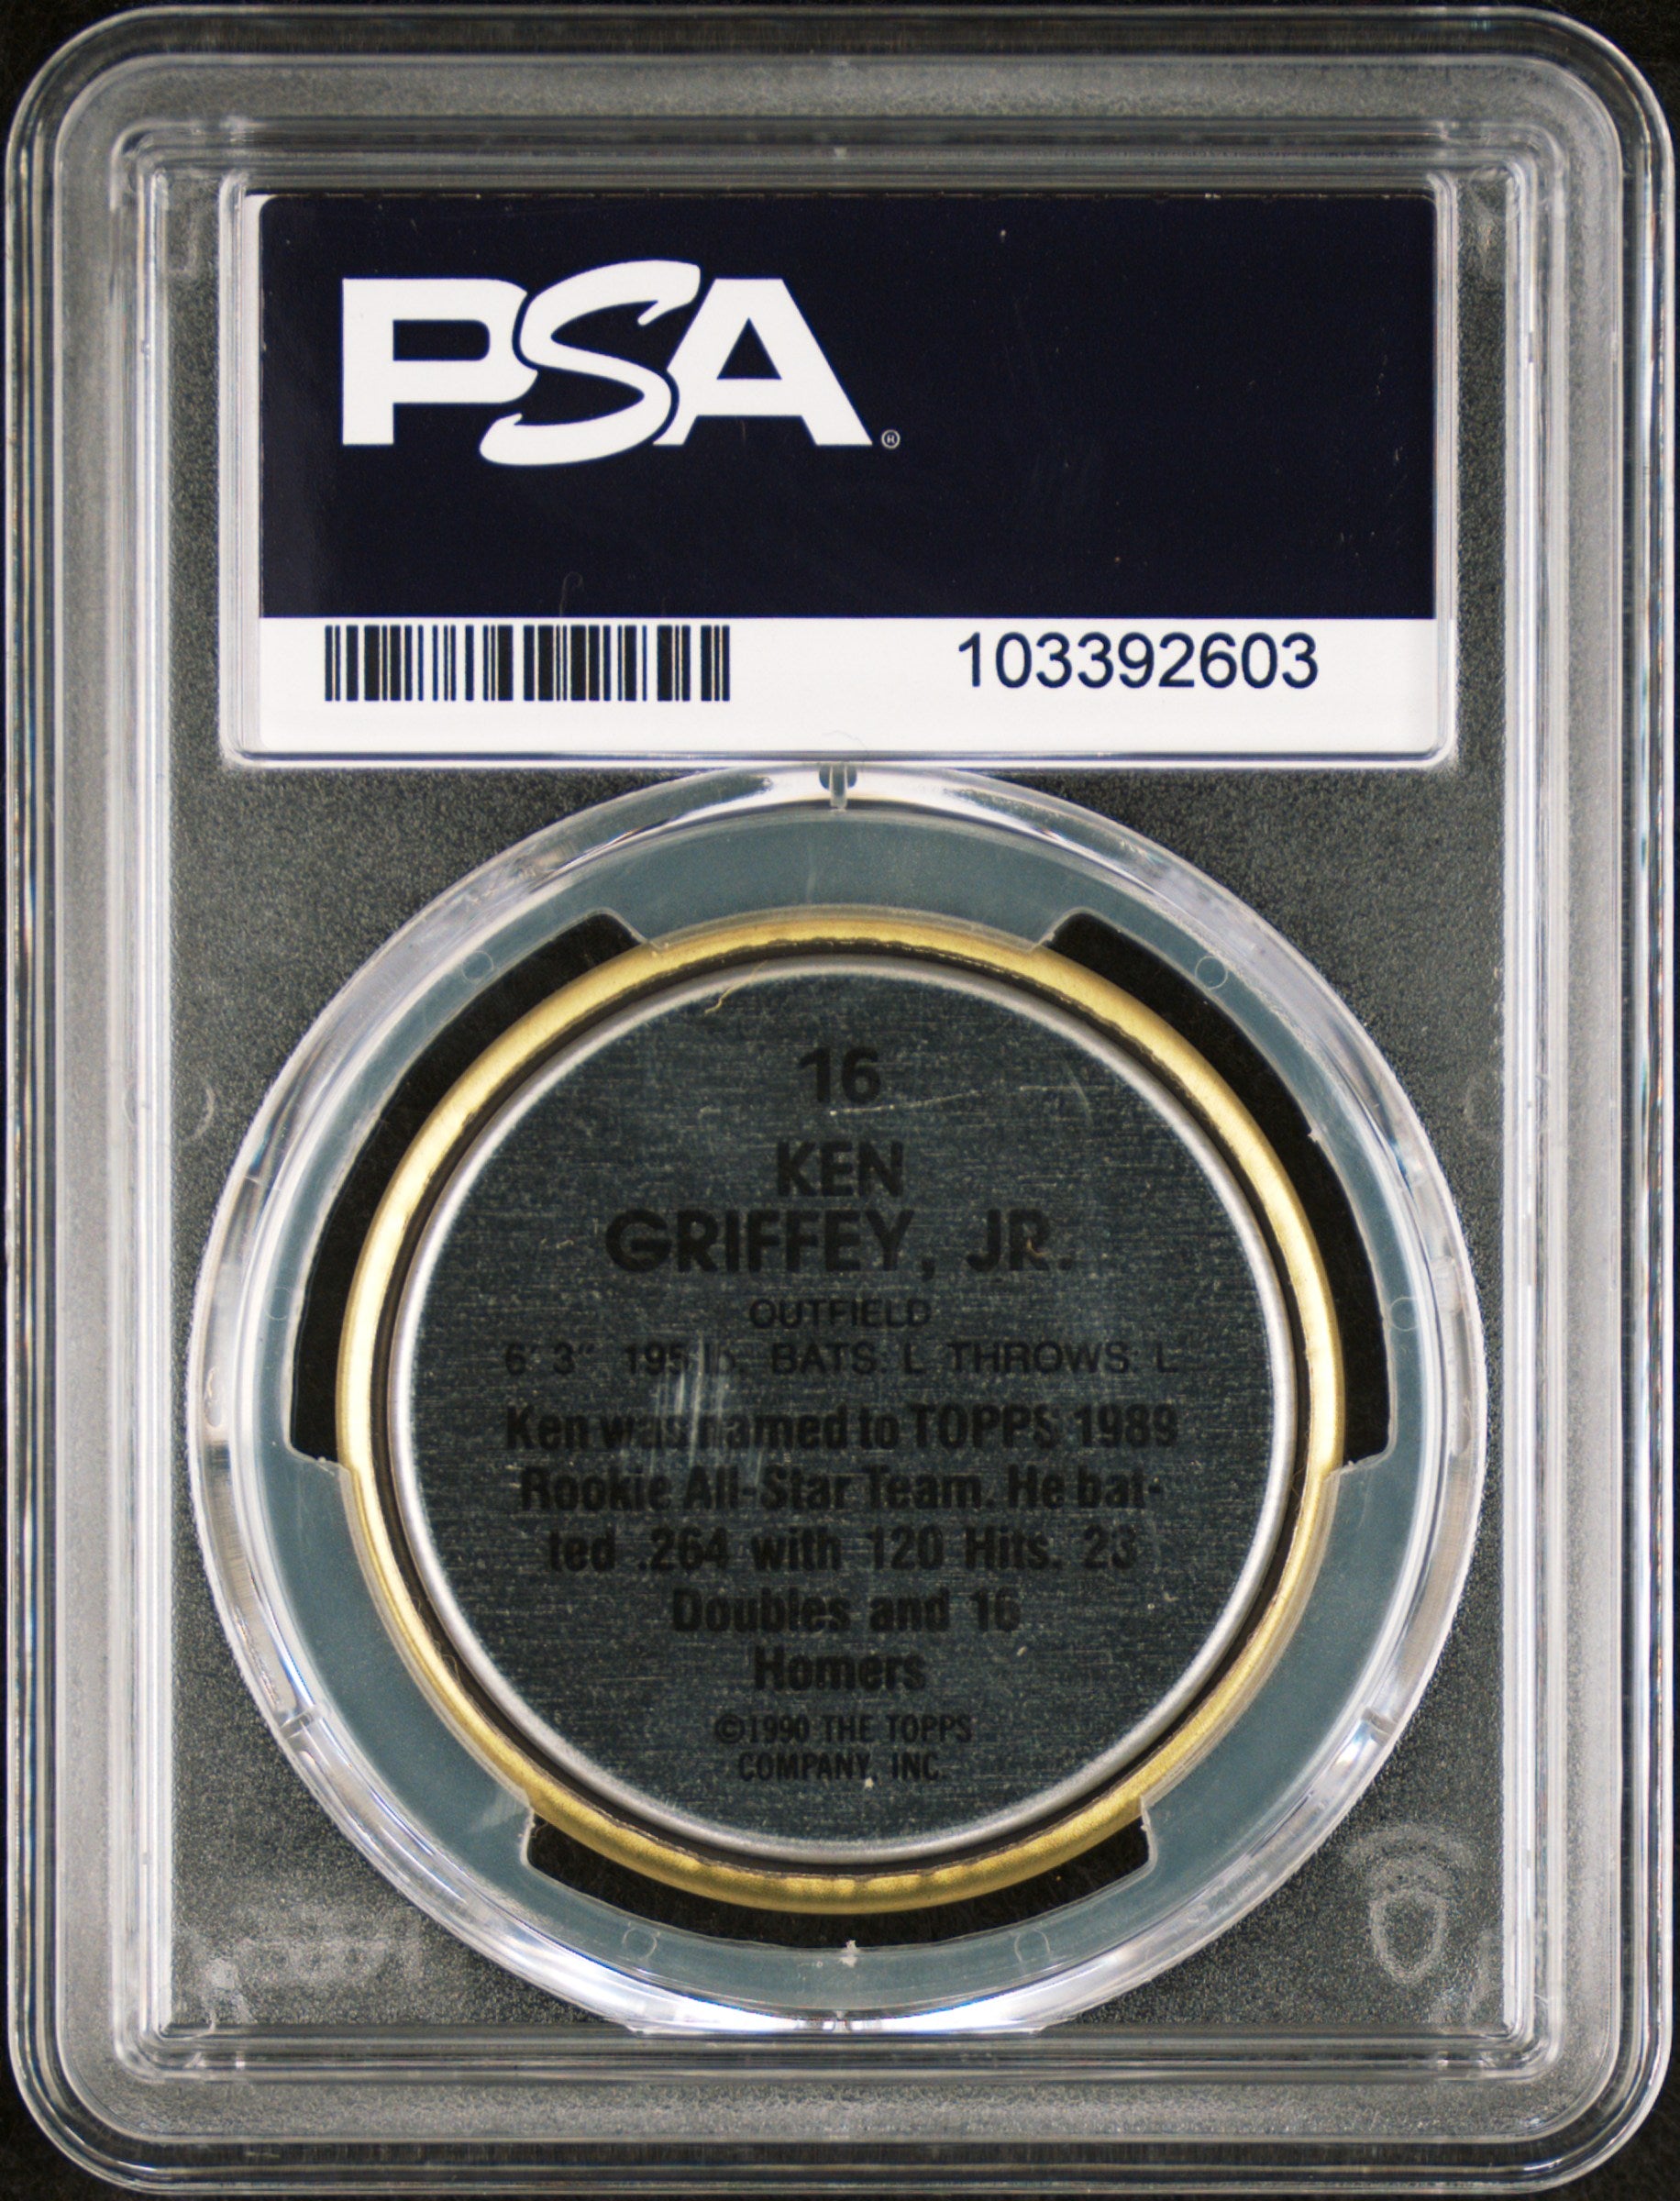 PSA®
103392603
16
KEN
GRIFFEY, JR.
OUTFIELD
6' 3" 195 lb. BATS: L THROWS: L
Ken was named to TOPPS 1989
Rookie All-Star Team. He bat-
ted .264 with 120 Hits, 23
Doubles and 16
Homers
©1990 THE TOPPS
COMPANY, INC.